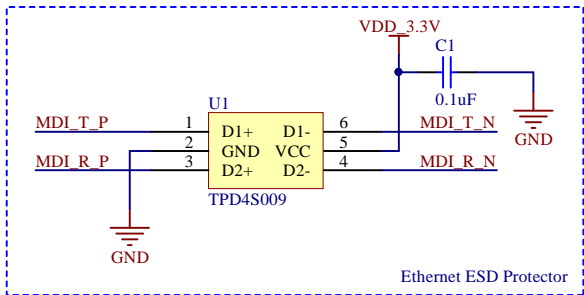 VDD_3.3V
C1
0.1uF
GND
U1
MDI_T_P 1 D1+ D1- 6 MDI_T_N
2 GND VCC 5
MDI_R_P 3 D2+ D2- 4 MDI_R_N
TPD4S009
GND
Ethernet ESD Protector